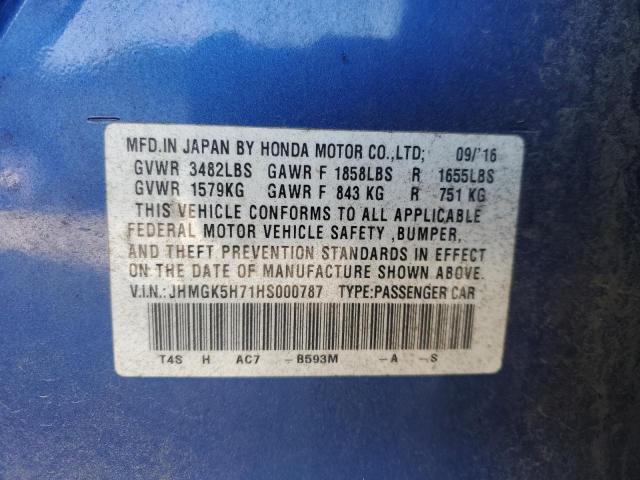 MFD.IN JAPAN BY HONDA MOTOR CO.,LTD; 09/'16
GVWR 3482LBS GAWR F 1858LBS R 1655LBS
GVWR 1579KG GAWR F 843 KG R 751 KG
THIS VEHICLE CONFORMS TO ALL APPLICABLE
FEDERAL MOTOR VEHICLE SAFETY ,BUMPER,
AND THEFT PREVENTION STANDARDS IN EFFECT
ON THE DATE OF MANUFACTURE SHOWN ABOVE.
V.I.N.:JHMGK5H71HS000787 TYPE:PASSENGER CAR
T4S H AC7 -B593M -A -S